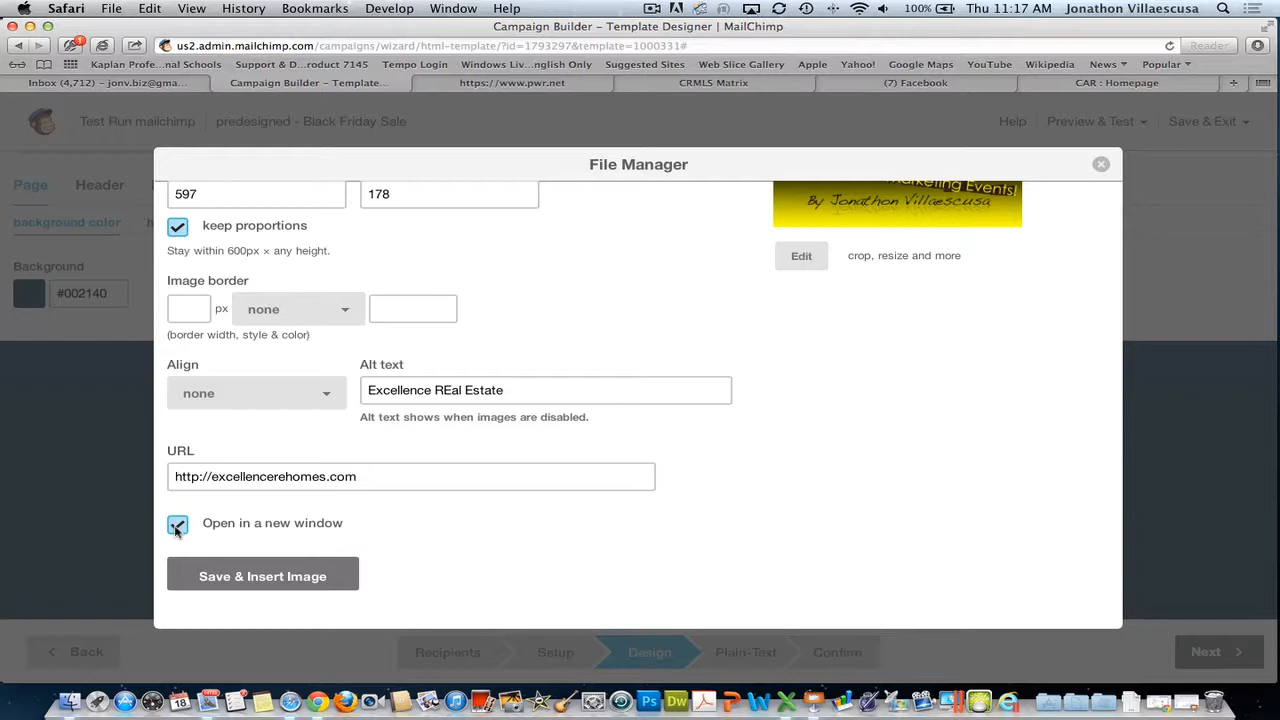 Safari File Edit View History Bookmarks Develop Window Help 100% Thu 11:17 AM Jonathon Villaescusa
Campaign Builder – Template Designer | MailChimp
us2.admin.mailchimp.com/campaigns/wizard/html-template/?id=1793297&template=1000331# Reader
Kaplan Profe...nal Schools Support & D...roduct 7145 Tempo Login Windows Liv...nglish Only Suggested Sites Web Slice Gallery Apple Yahoo! Google Maps YouTube Wikipedia News Popular
Inbox (4,712) – jonv.biz@gma... Campaign Builder – Template... https://www.pwr.net CRMLS Matrix (7) Facebook CAR : Homepage
Test Run mailchimp predesigned - Black Friday Sale Help Preview & Test Save & Exit
File Manager
Page Header
597 178
Marketing Events!
By Jonathon Villaescusa
background color
keep proportions
Stay within 600px × any height.
Edit crop, resize and more
Background
#002140
Image border
px none
(border width, style & color)
Align Alt text
none Excellence REal Estate
Alt text shows when images are disabled.
URL
http://excellencerehomes.com
Open in a new window
Save & Insert Image
Back Recipients Setup Design Plain-Text Confirm Next
18
Ps Dw